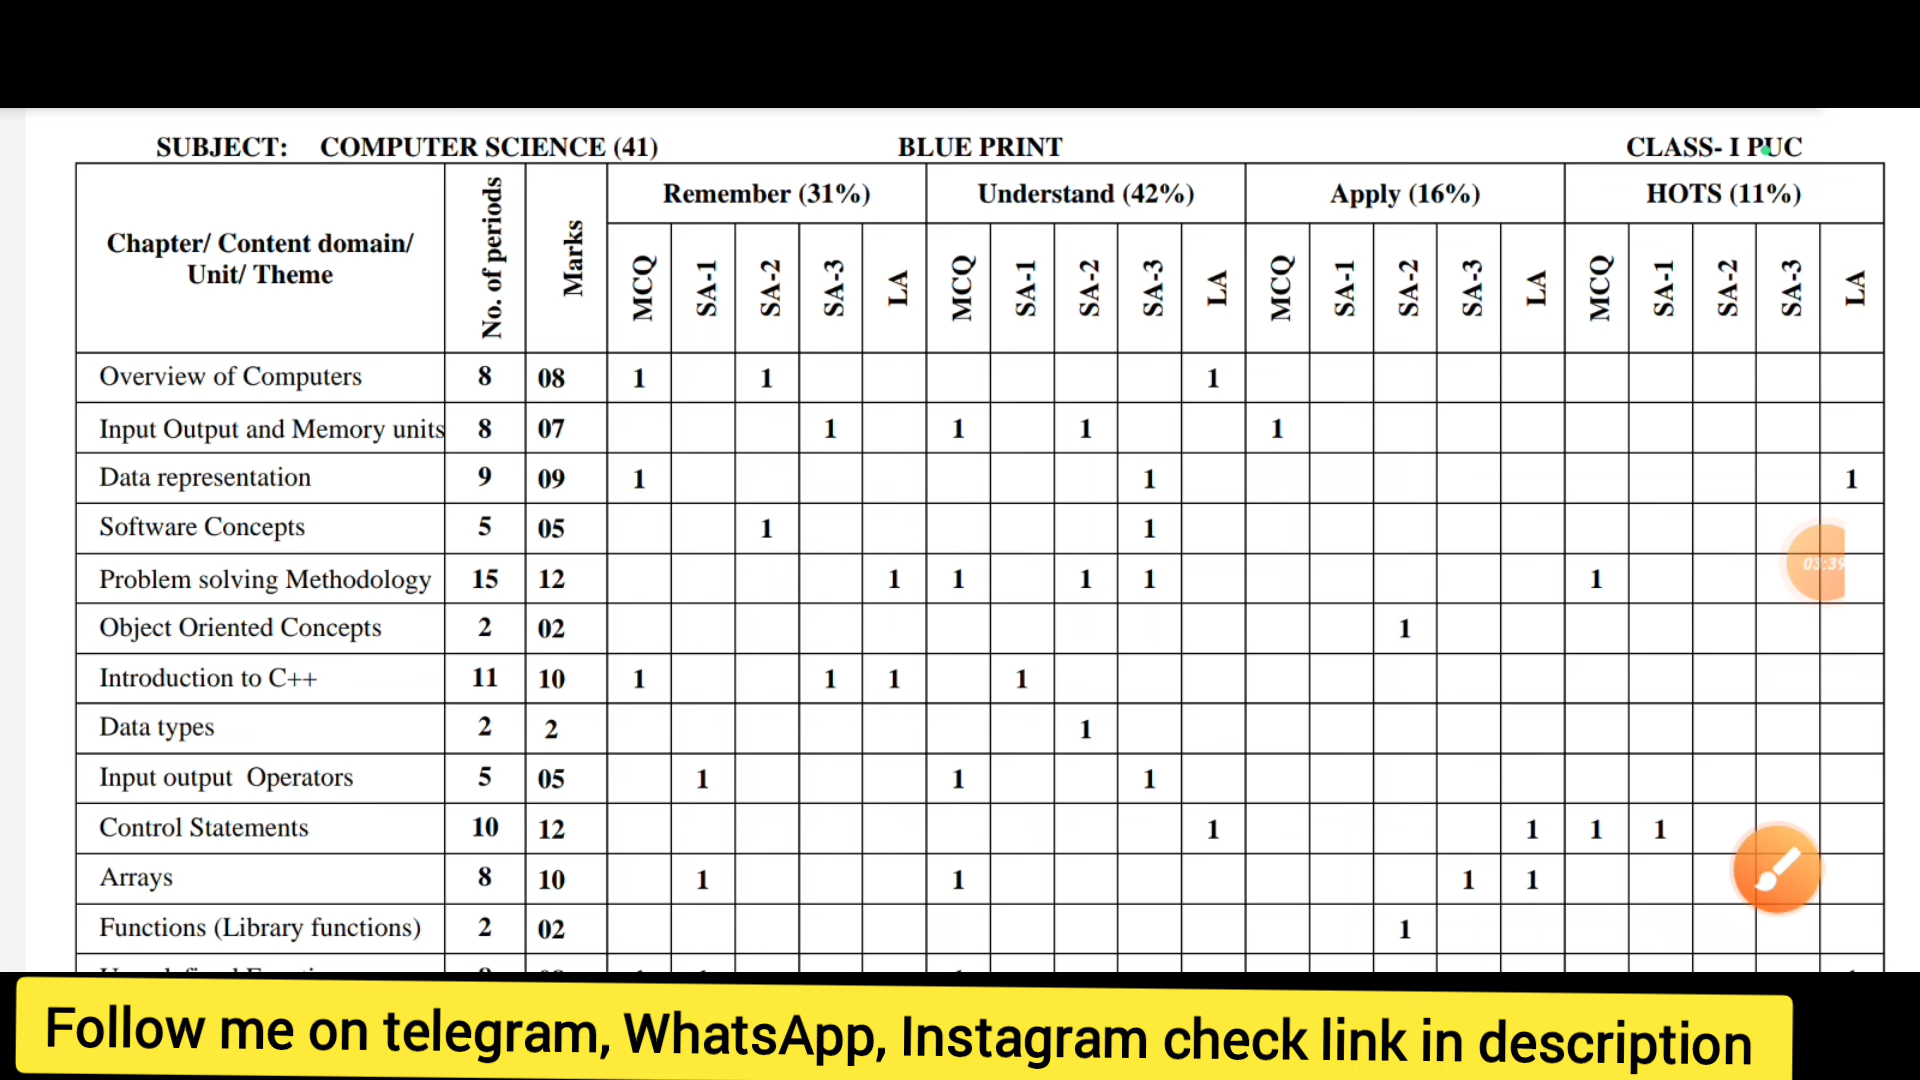 SUBJECT: COMPUTER SCIENCE (41) BLUE PRINT CLASS- I PUC
Chapter/ Content domain/ Unit/ Theme No. of periods Marks Remember (31%) Understand (42%) Apply (16%) HOTS (11%)
MCQ SA-1 SA-2 SA-3 LA MCQ SA-1 SA-2 SA-3 LA MCQ SA-1 SA-2 SA-3 LA MCQ SA-1 SA-2 SA-3 LA
Overview of Computers 8 08 1 1 1
Input Output and Memory units 8 07 1 1 1 1
Data representation 9 09 1 1 1
Software Concepts 5 05 1 1
03:39
Problem solving Methodology 15 12 1 1 1 1 1
Object Oriented Concepts 2 02 1
Introduction to C++ 11 10 1 1 1 1
Data types 2 2 1
Input output Operators 5 05 1 1 1
Control Statements 10 12 1 1 1 1
Arrays 8 10 1 1 1 1
Functions (Library functions) 2 02 1
Follow me on telegram, WhatsApp, Instagram check link in description